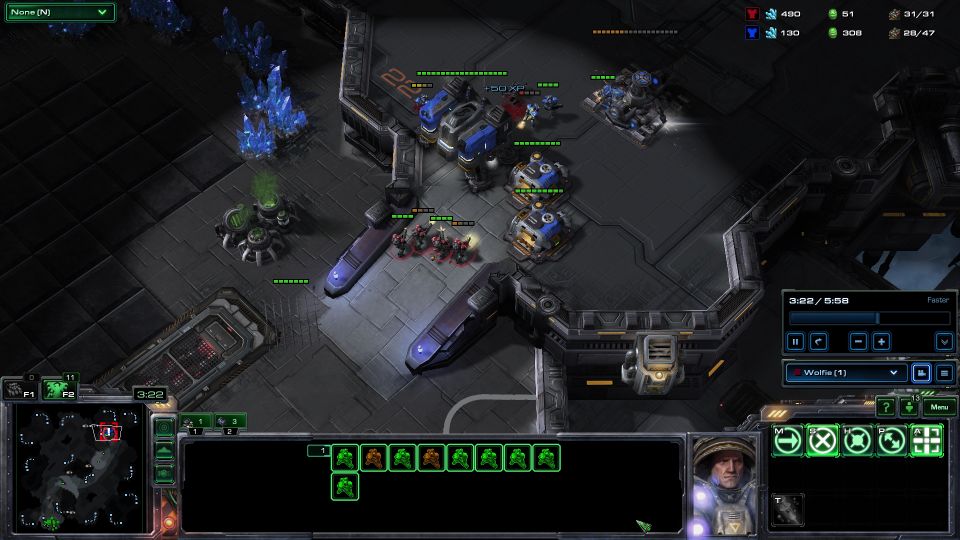 None (N)
490 51 31/31
130 308 28/47
22
+50 XP
3:22 / 5:58 Faster
Wolfie (1)
D 11
F1 F2 3:22
1 3
1 2
1
13
? Menu
M S H P A
T